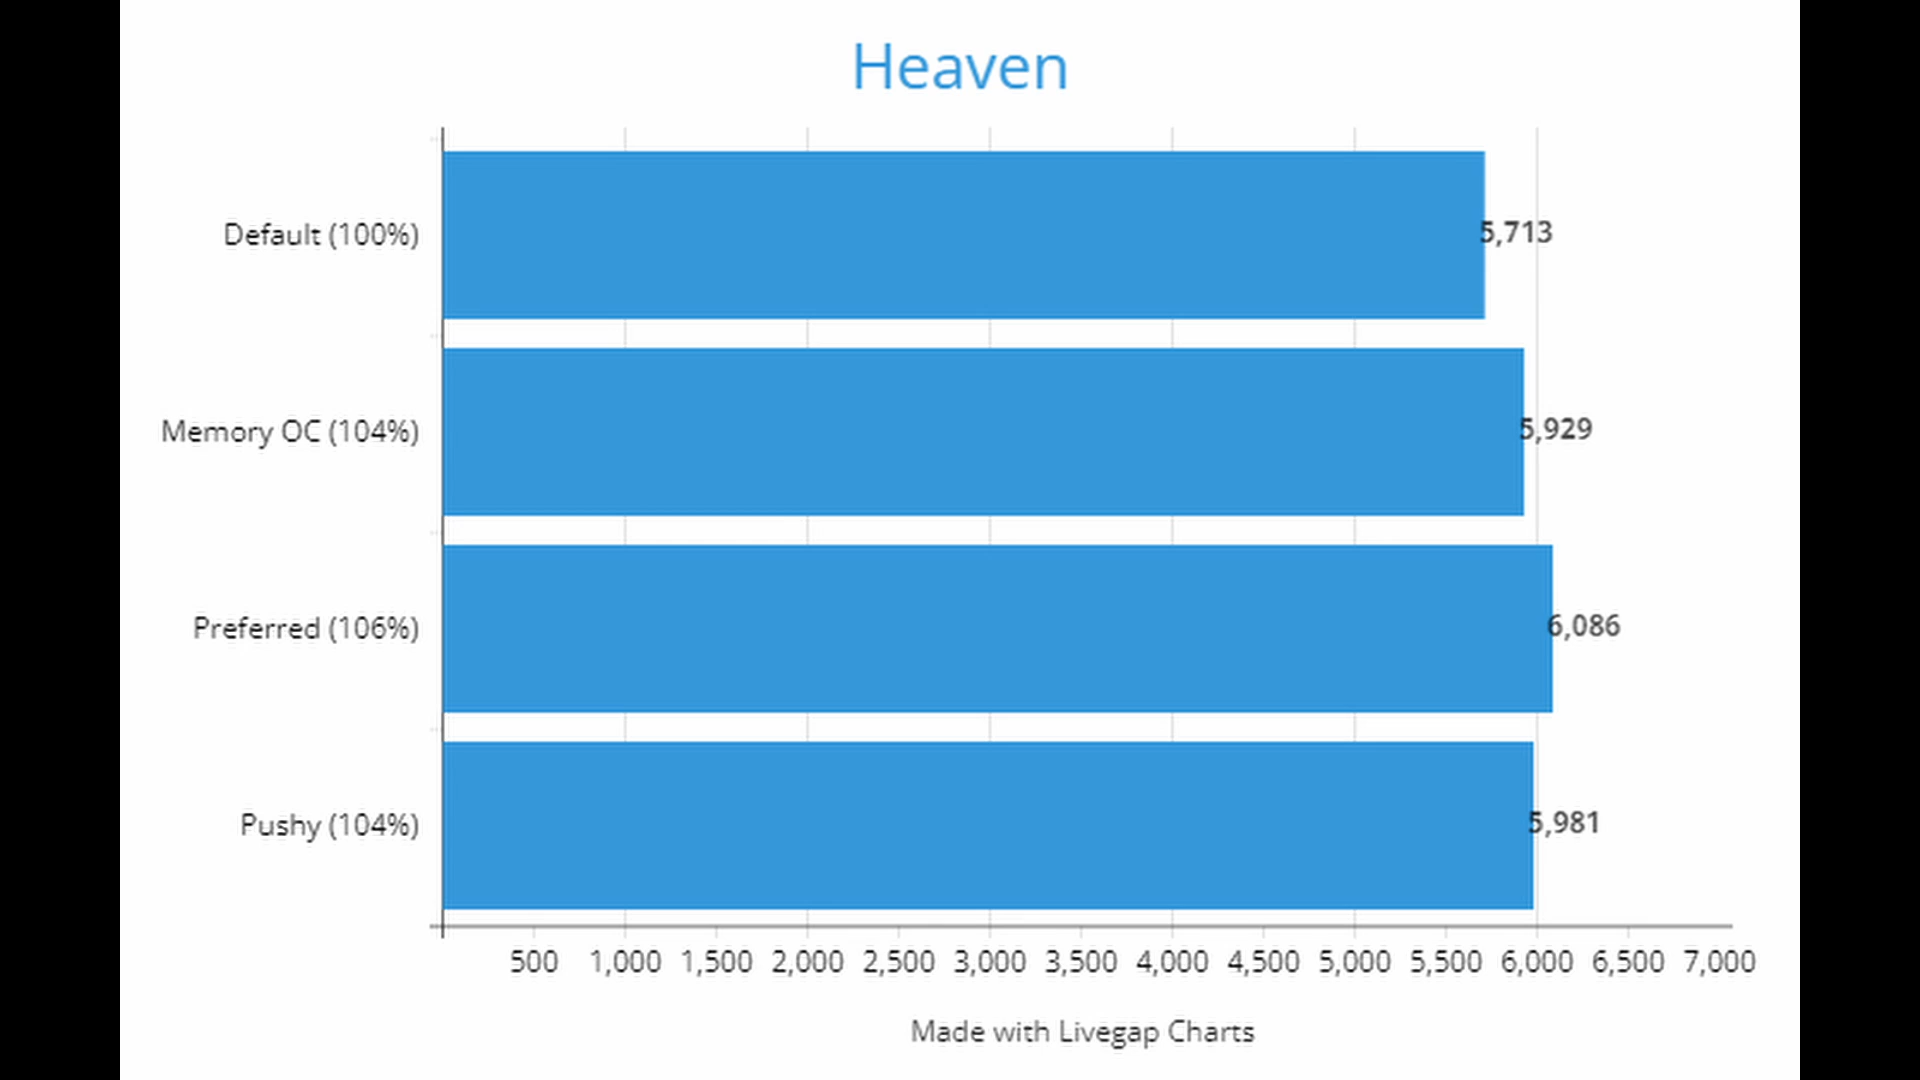 Heaven
Default (100%)
5,713
Memory OC (104%)
5,929
Preferred (106%)
6,086
Pushy (104%)
5,981
500 1,000 1,500 2,000 2,500 3,000 3,500 4,000 4,500 5,000 5,500 6,000 6,500 7,000
Made with Livegap Charts